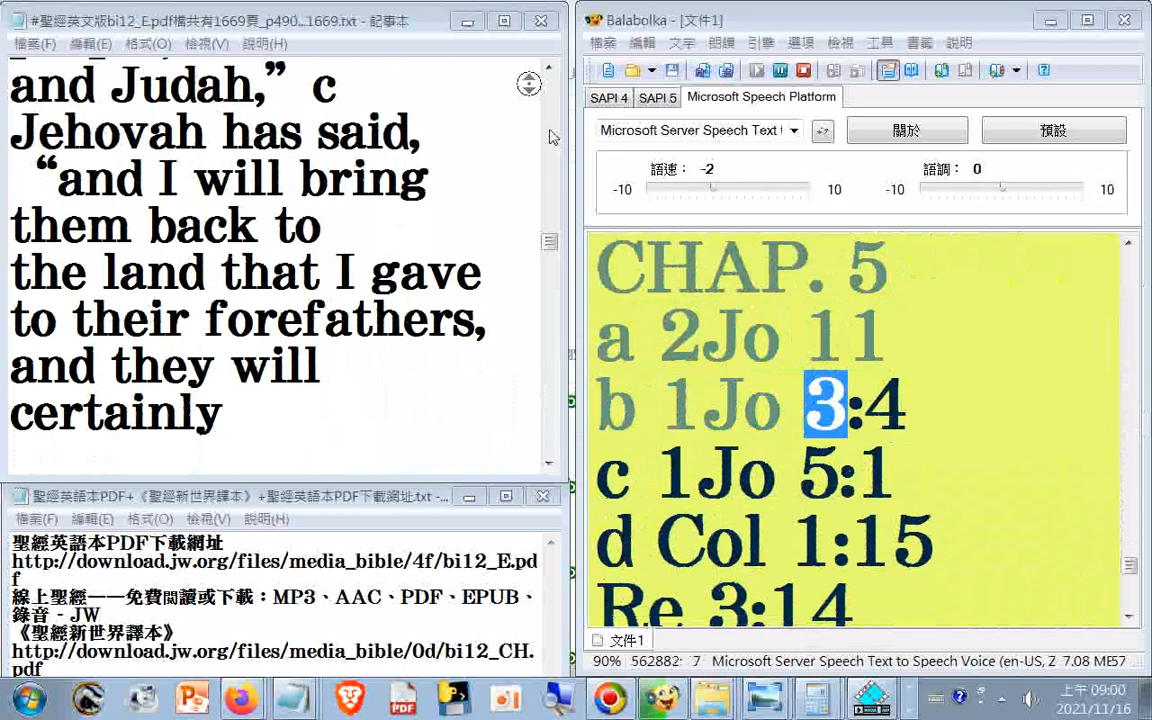 #聖經英文版bi12_E.pdf檔共有1669頁_p490...1669.txt - 記事本
檔案(F) 編輯(E) 格式(O) 檢視(V) 說明(H)
and Judah,” c
Jehovah has said,
“and I will bring
them back to
the land that I gave
to their forefathers,
and they will
certainly
聖經英語本PDF+《聖經新世界譯本》+聖經英語本PDF下載網址.txt -...
檔案(F) 編輯(E) 格式(O) 檢視(V) 說明(H)
聖經英語本PDF下載網址
http://download.jw.org/files/media_bible/4f/bi12_E.pd
f
線上聖經——免費閱讀或下載：MP3、AAC、PDF、EPUB、
錄音 - JW
《聖經新世界譯本》
http://download.jw.org/files/media_bible/0d/bi12_CH.
pdf
Balabolka - [文件1]
檔案 編輯 文字 朗讀 引擎 選項 檢視 工具 書籤 說明
SAPI 4 SAPI 5 Microsoft Speech Platform
Microsoft Server Speech Text 關於 預設
語速： -2 語調： 0
-10 10 -10 10
CHAP. 5
a 2Jo 11
b 1Jo 3:4
c 1Jo 5:1
d Col 1:15
Re 3:14
文件1
90% 562882: 7 Microsoft Server Speech Text to Speech Voice (en-US, Z 7.08 ME57
上午 09:00
2021/11/16